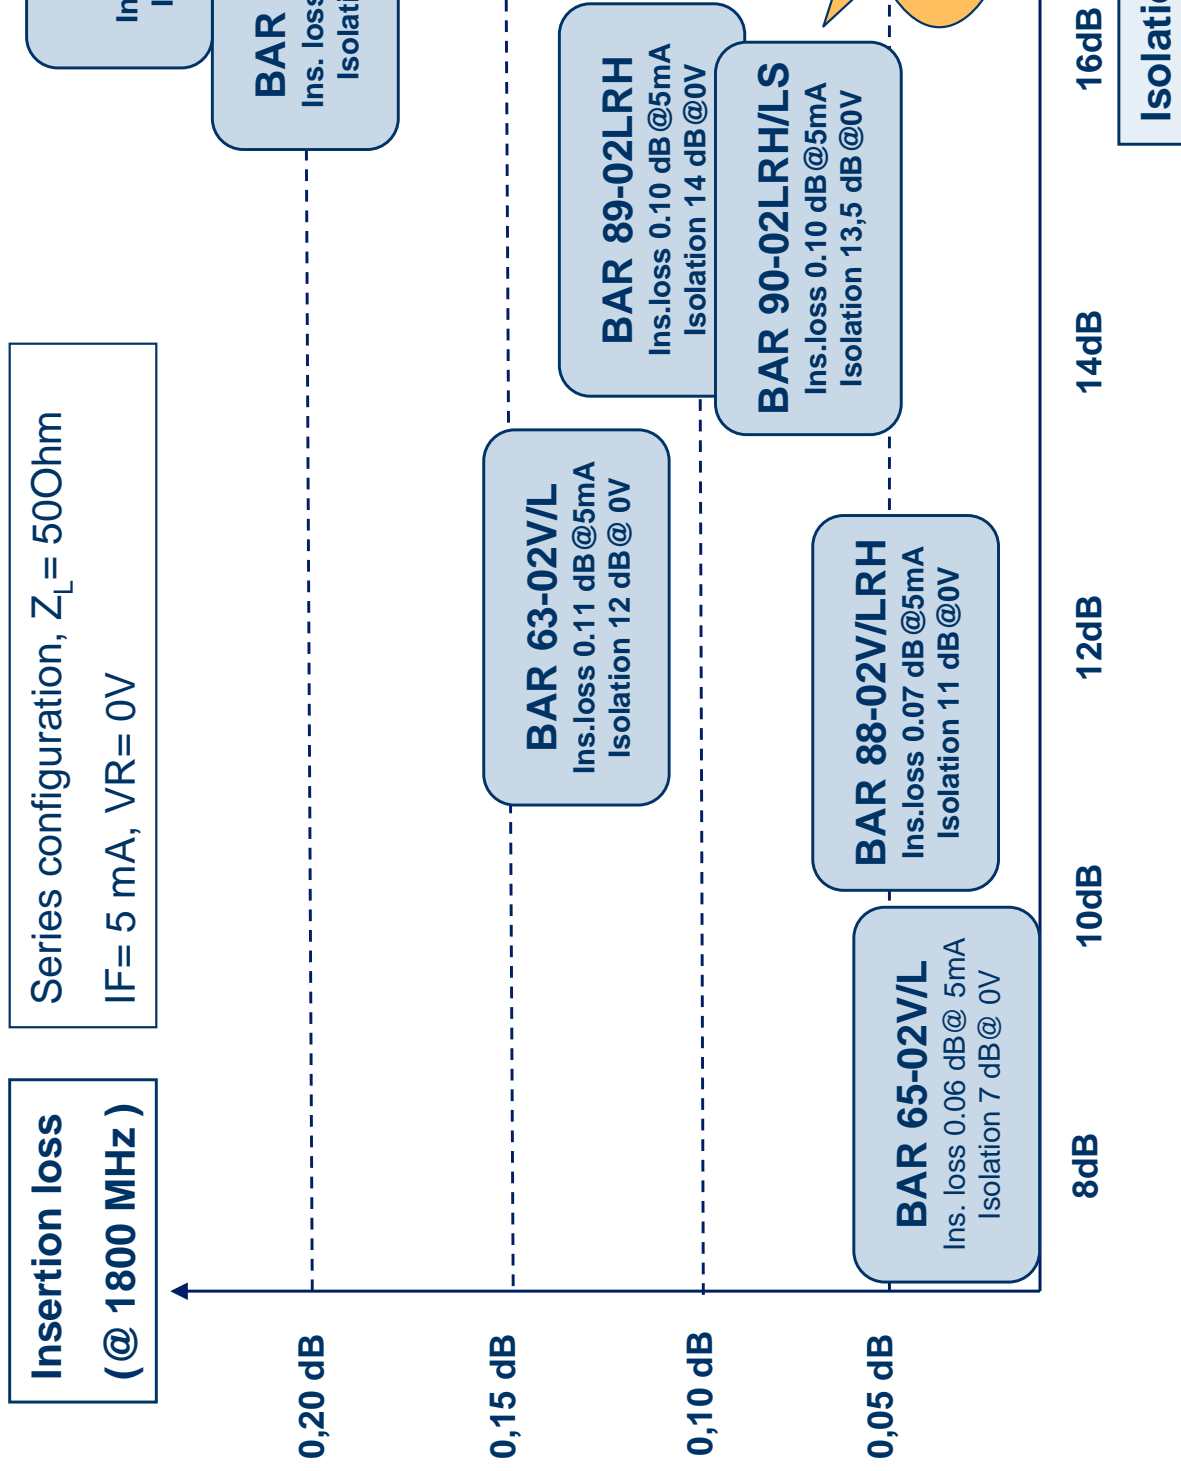 Insertion loss
(@ 1800 MHz )
Series configuration, ZL= 50Ohm
IF= 5 mA, VR= 0V
0,20 dB
0,15 dB
0,10 dB
0,05 dB
BAR
Ins. loss
BAR 63-02V/L
Ins.loss 0.11 dB@5mA
Isolation 12 dB@ 0V
BAR 89-02LRH
Ins.loss 0.10 dB@5mA
Isolation 14 dB@0V
BAR 90-02LRH/LS
Ins.loss 0.10 dB@5mA
Isolation 13,5 dB@0V
BAR 88-02V/LRH
Ins.loss 0.07 dB@5mA
Isolation 11 dB@0V
BAR 65-02V/L
Ins. loss 0.06 dB@ 5mA
Isolation 7 dB@ 0V
8dB
10dB
12dB
14dB
16dB